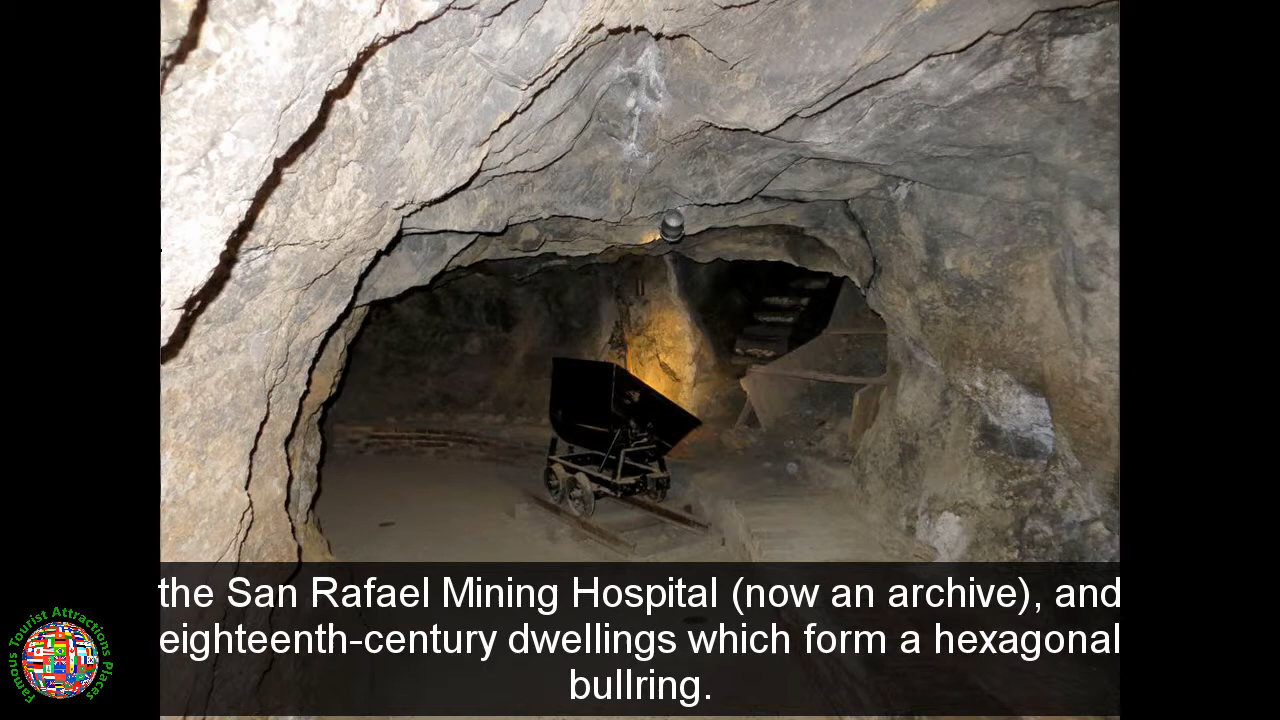 the San Rafael Mining Hospital (now an archive), and
eighteenth-century dwellings which form a hexagonal
bullring.
Famous Tourist Attractions Places